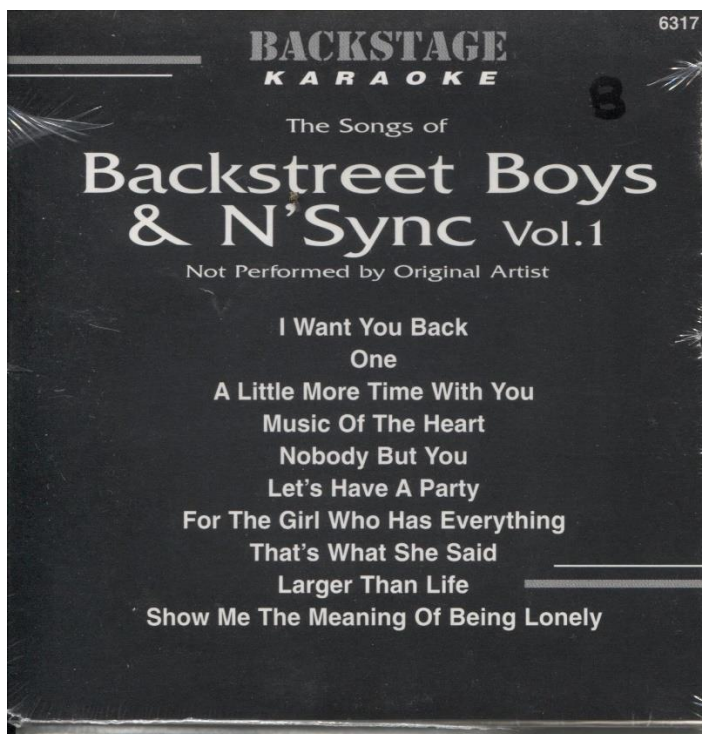 6317
BACKSTAGE
KARAOKE
8
The Songs of
Backstreet Boys
& N'Sync Vol.1
Not Performed by Original Artist
I Want You Back
One
A Little More Time With You
Music Of The Heart
Nobody But You
Let's Have A Party
For The Girl Who Has Everything
That's What She Said
Larger Than Life
Show Me The Meaning Of Being Lonely